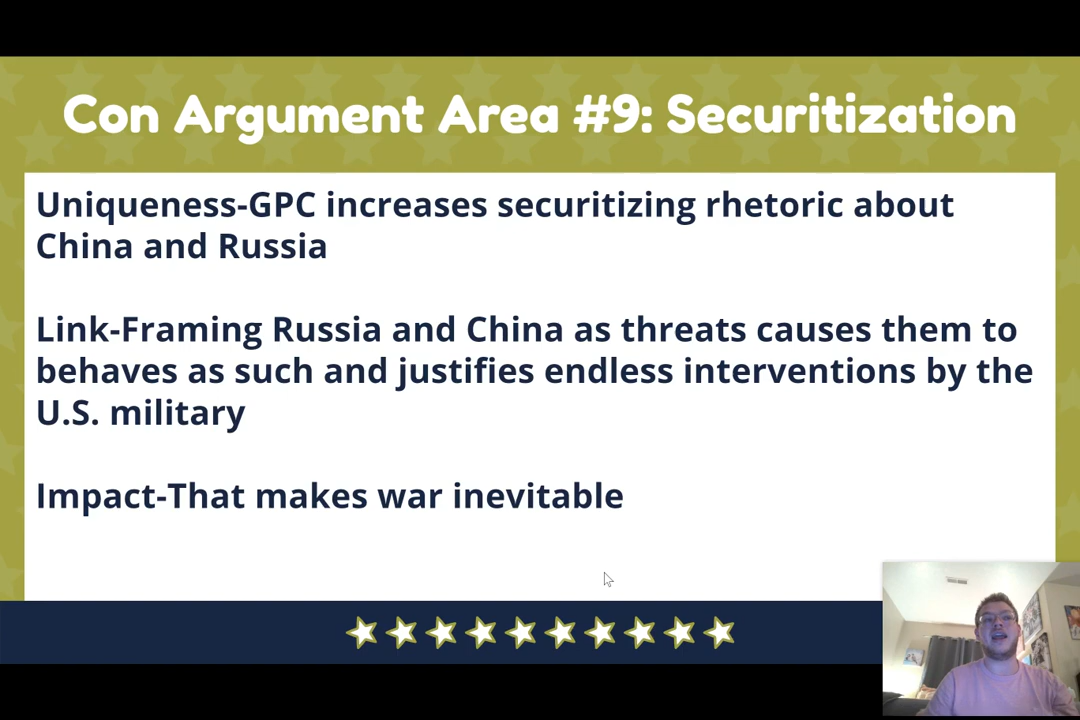 Con Argument Area #9: Securitization
Uniqueness-GPC increases securitizing rhetoric about
China and Russia
Link-Framing Russia and China as threats causes them to
behaves as such and justifies endless interventions by the
U.S. military
Impact-That makes war inevitable